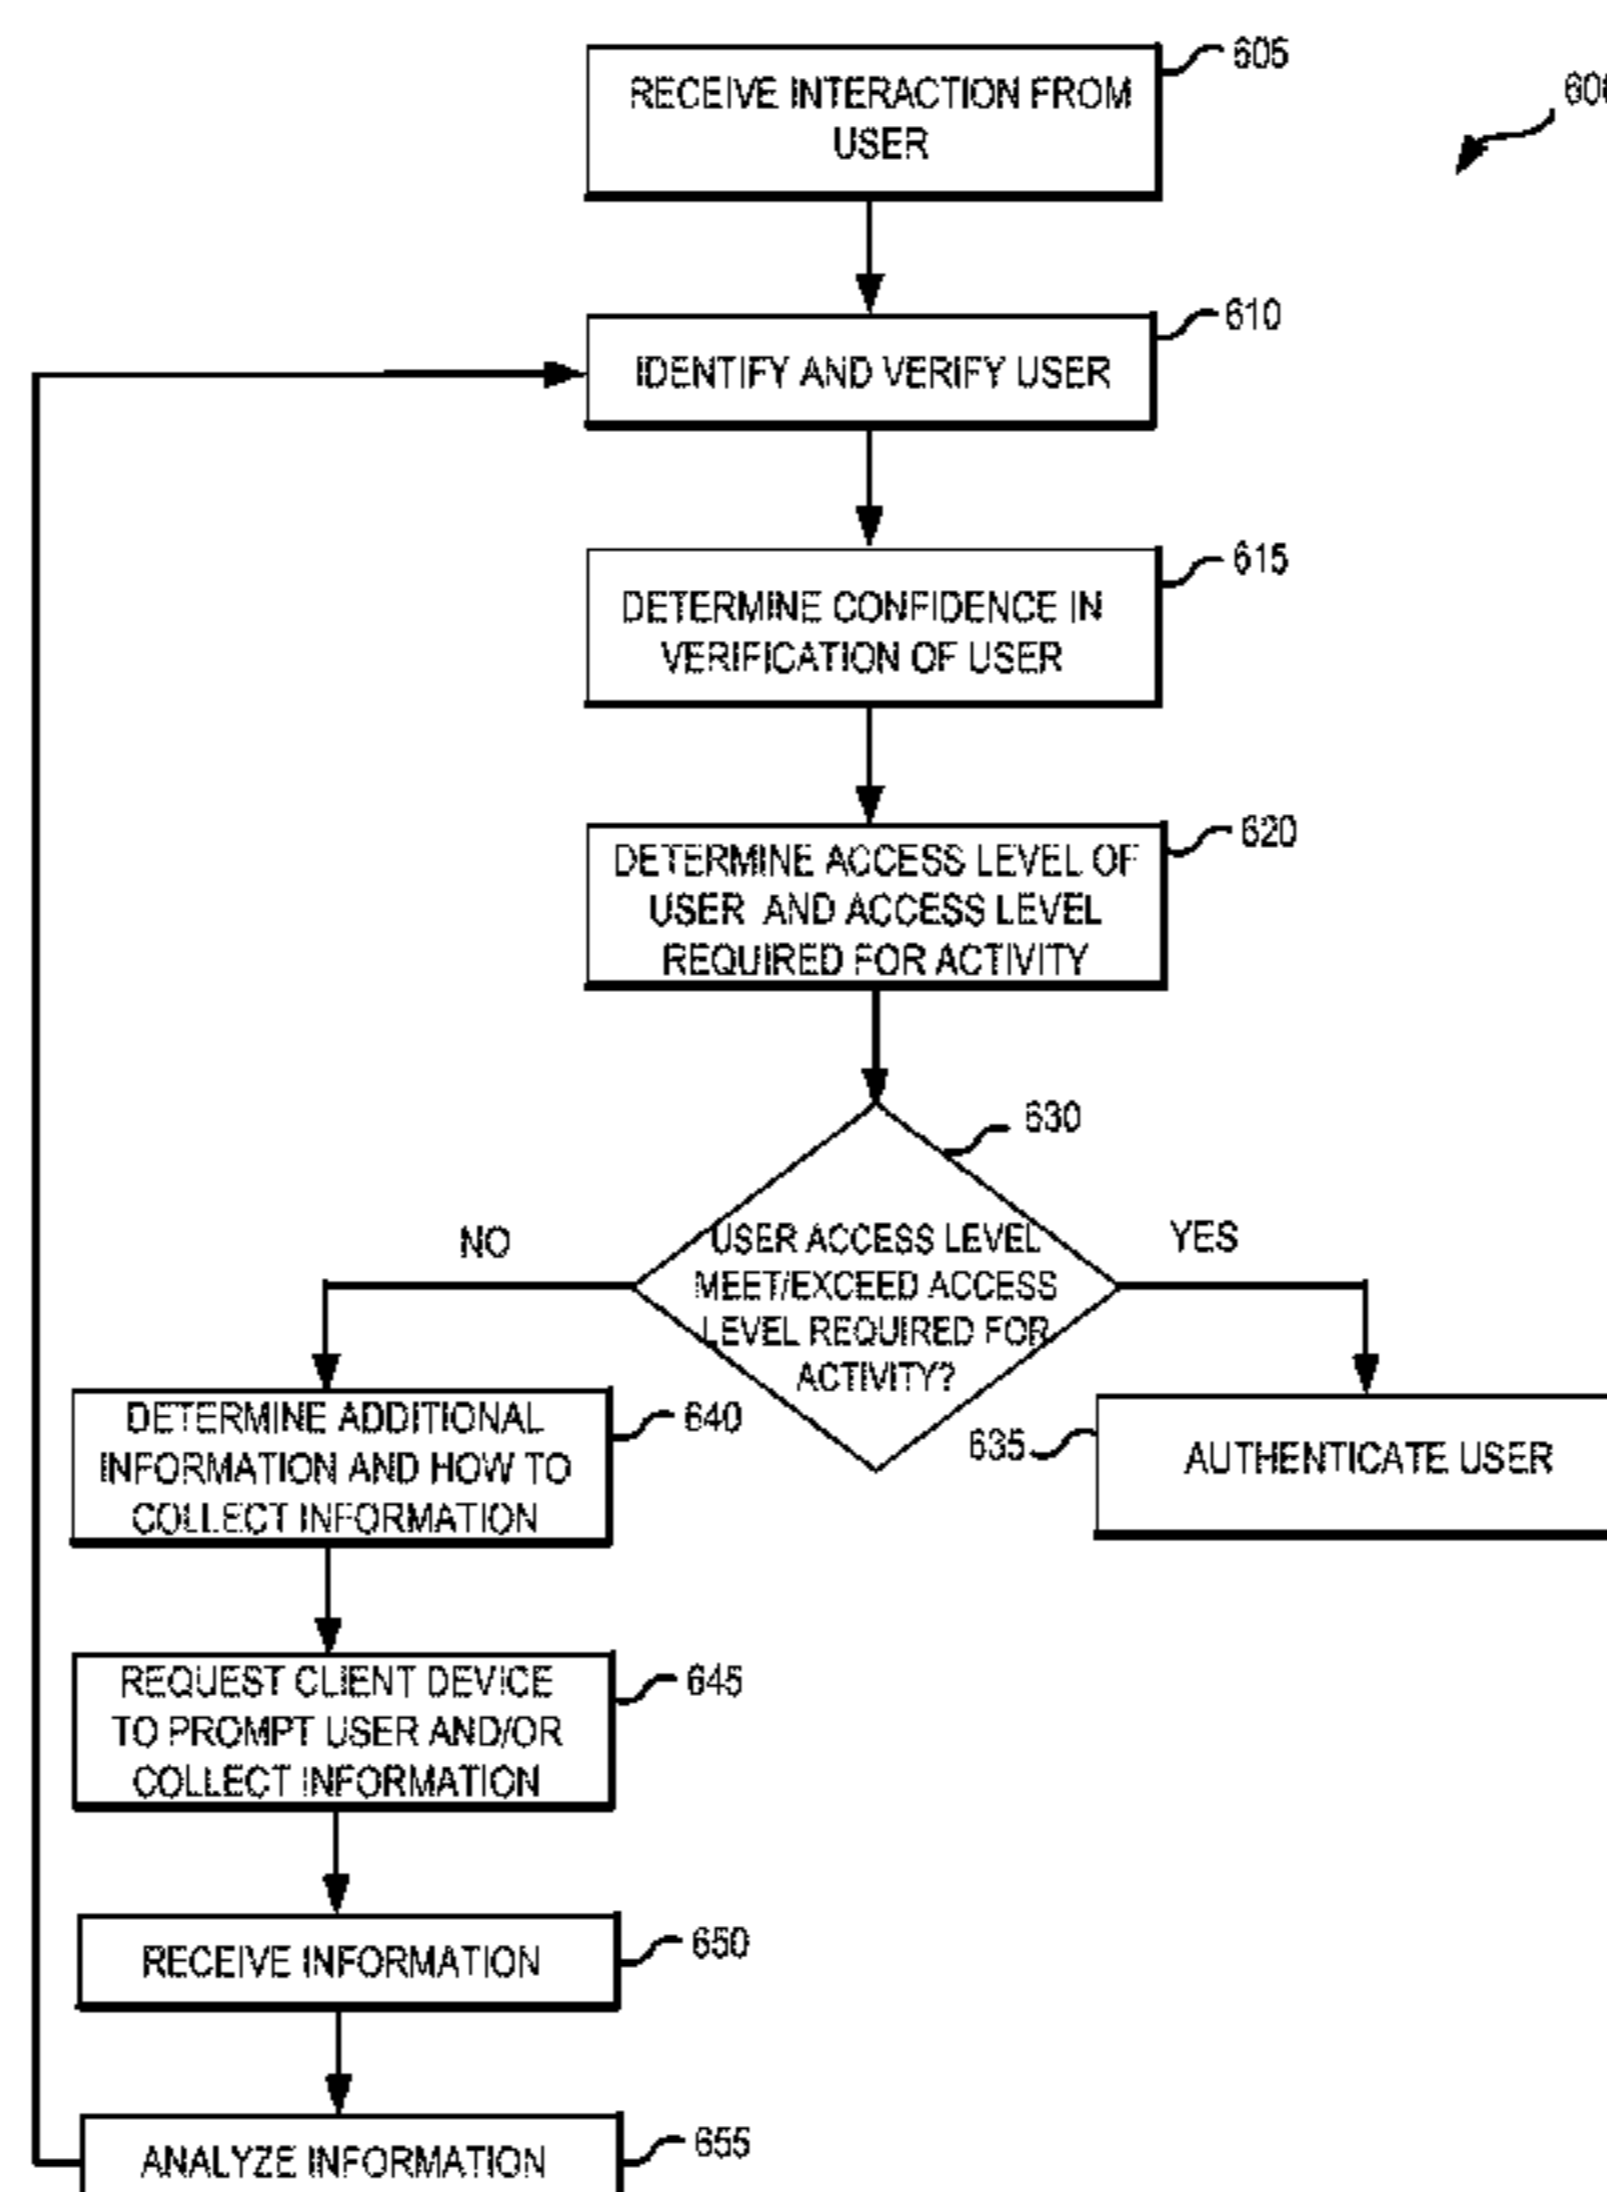 605
RECEIVE INTERACTION FROM
USER
610
IDENTIFY AND VERIFY USER
615
DETERMINE CONFIDENCE IN
VERIFICATION OF USER
620
DETERMINE ACCESS LEVEL OF
USER AND ACCESS LEVEL
REQUIRED FOR ACTIVITY
630
NO
YES
USER ACCESS LEVEL
MEET/EXCEED ACCESS
LEVEL REQUIRED FOR
ACTIVITY?
640
DETERMINE ADDITIONAL
INFORMATION AND HOW TO
COLLECT INFORMATION
635
AUTHENTICATE USER
645
REQUEST CLIENT DEVICE
TO PROMPT USER AND/OR
COLLECT INFORMATION
650
RECEIVE INFORMATION
655
ANALYZE INFORMATION